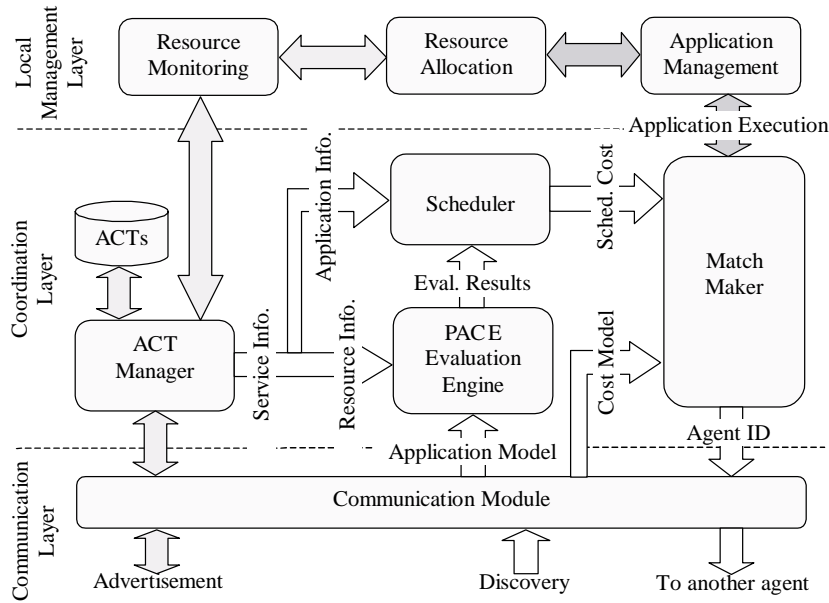 Local
Management
Layer
Resource
Monitoring
Resource
Allocation
Application
Management
Application Execution
Coordination
Layer
ACTs
ACT
Manager
Service Info.
Application Info.
Resource Info.
Scheduler
Sched. Cost
Eval. Results
PACE
Evaluation
Engine
Cost Model
Match
Maker
Application Model
Agent ID
Communication
Layer
Communication Module
Advertisement
Discovery
To another agent